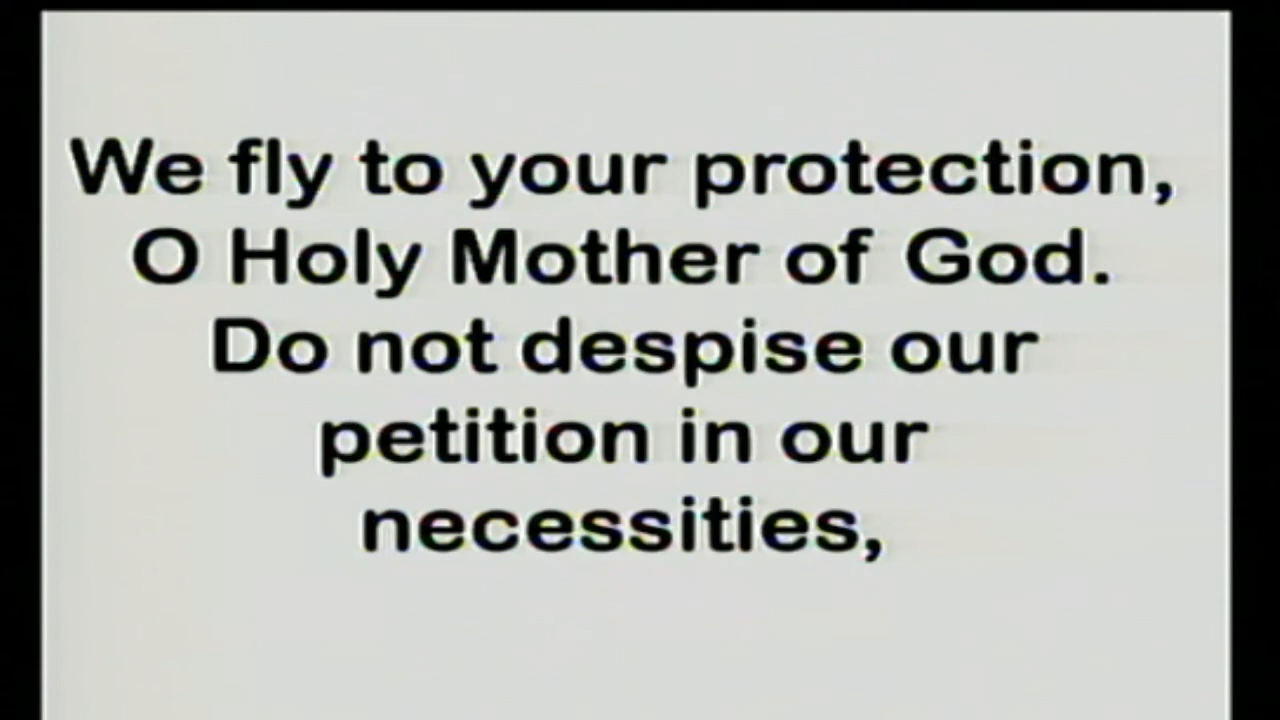 We fly to your protection,
O Holy Mother of God.
Do not despise our
petition in our
necessities,